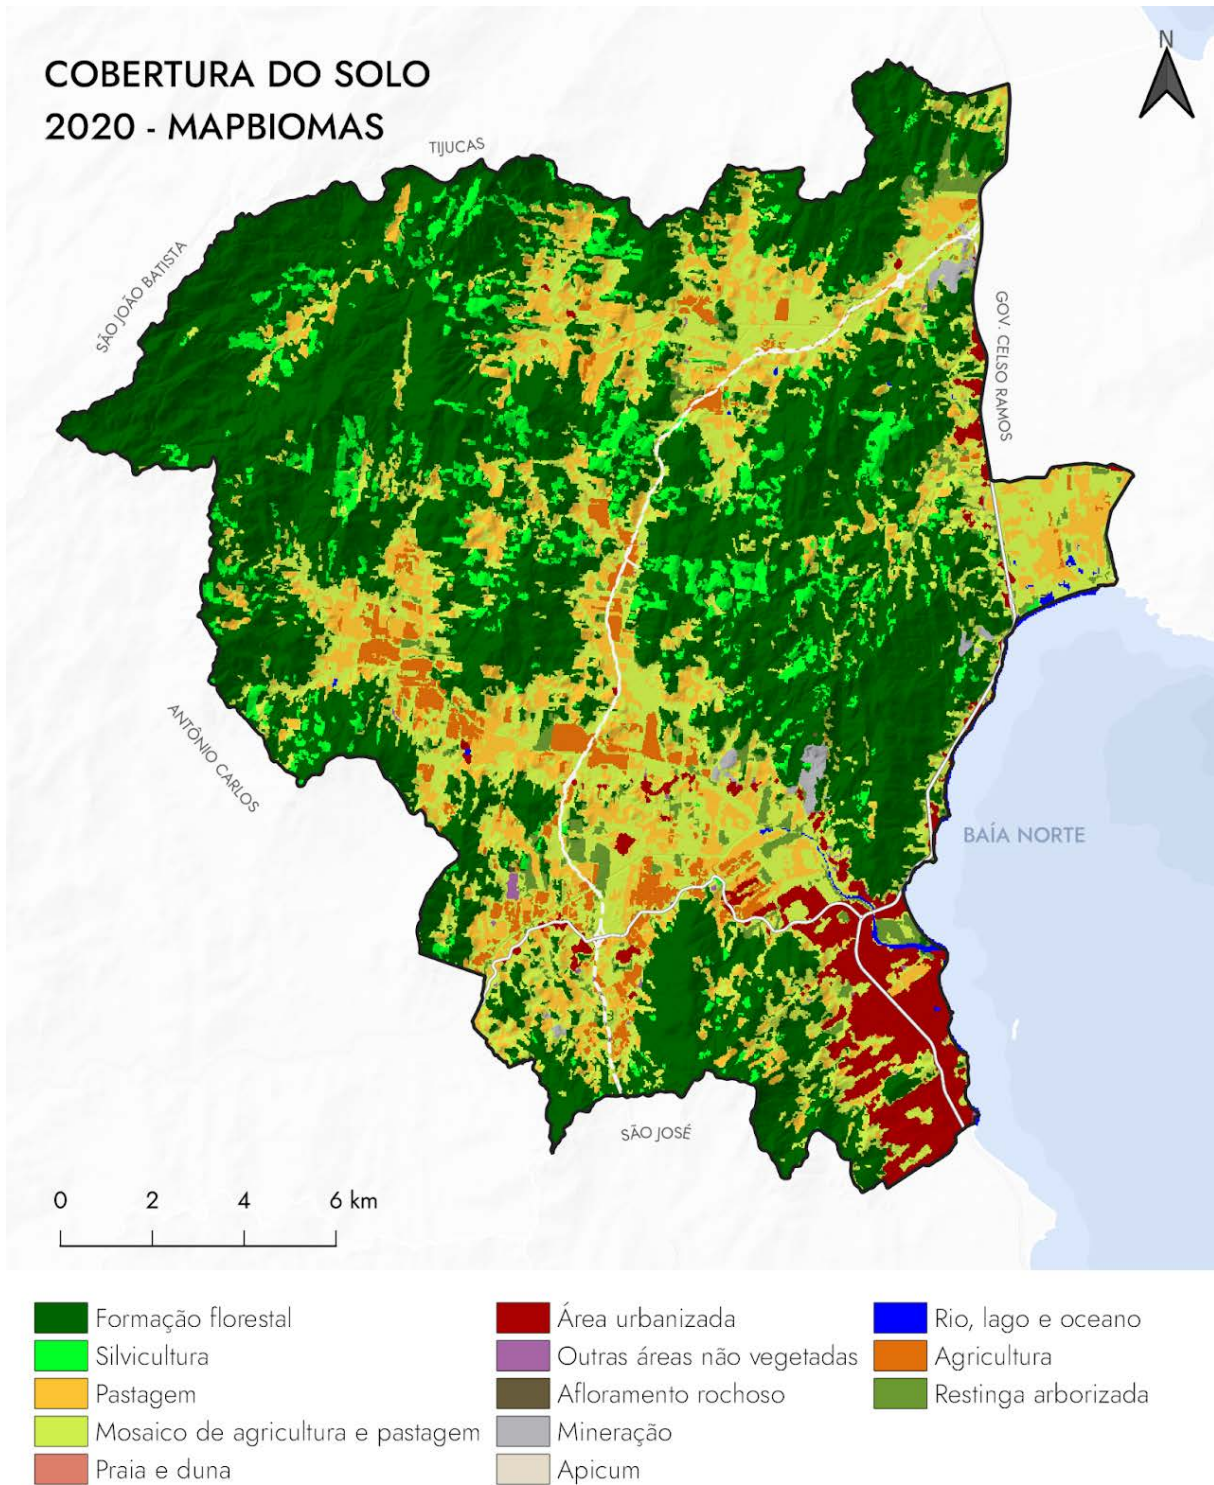 COBERTURA DO SOLO
2020 - MAPBIOMAS
N
TIJUCAS
SÃO JOÃO BATISTA
GOV. CELSO RAMOS
ANTÔNIO CARLOS
BAÍA NORTE
SÃO JOSÉ
0 2 4 6 km
Formação florestal
Silvicultura
Pastagem
Mosaico de agricultura e pastagem
Praia e duna
Área urbanizada
Outras áreas não vegetadas
Afloramento rochoso
Mineração
Apicum
Rio, lago e oceano
Agricultura
Restinga arborizada